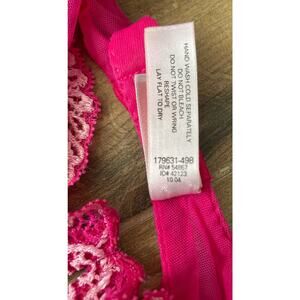 HAND WASH COLD SEPARATELY
DO NOT BLEACH
DO NOT TWIST OR WRING
RESHAPE
LAY FLAT TO DRY
179631-498
RN# 54867
ID# 42123
10 04